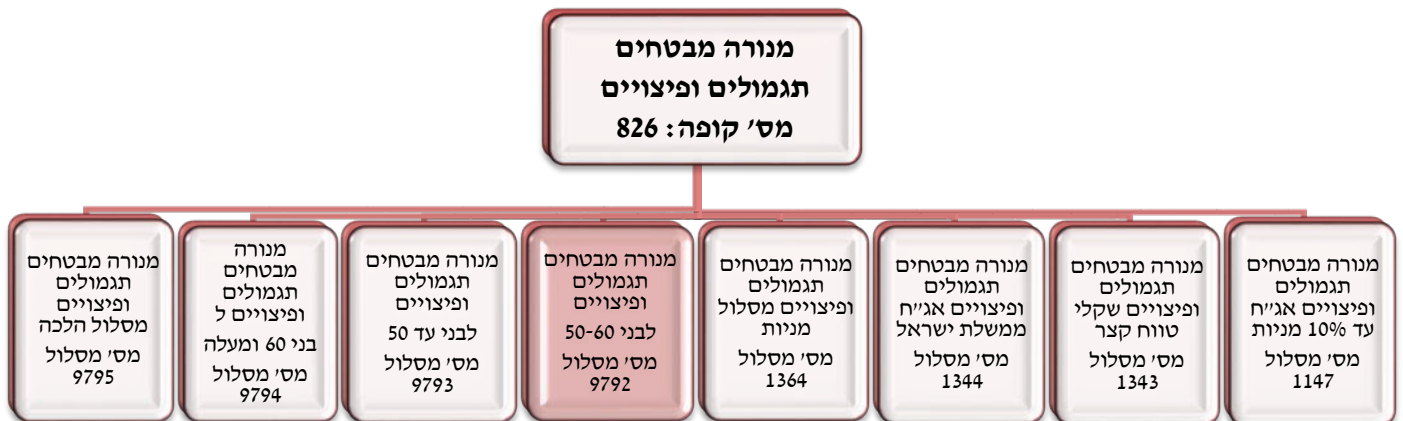 מנורה מבטחים
תגמולים ופיצויים
מס׳ קופה: 826
מנורה מבטחים
תגמולים
ופיצויים אג״ח
עד 10% מניות
מס׳ מסלול
1147
מנורה מבטחים
תגמולים
ופיצויים שקלי
טווח קצר
מס׳ מסלול
1343
מנורה מבטחים
תגמולים
ופיצויים אג״ח
ממשלת ישראל
מס׳ מסלול
1344
מנורה מבטחים
תגמולים
ופיצויים מסלול
מניות
מס׳ מסלול
1364
מנורה מבטחים
תגמולים
ופיצויים
לבני 50-60
מס׳ מסלול
9792
מנורה מבטחים
תגמולים
ופיצויים
לבני עד 50
מס׳ מסלול
9793
מנורה
מבטחים
תגמולים
ופיצויים ל
בני 60 ומעלה
מס׳ מסלול
9794
מנורה מבטחים
תגמולים
ופיצויים
מסלול הלכה
מס׳ מסלול
9795